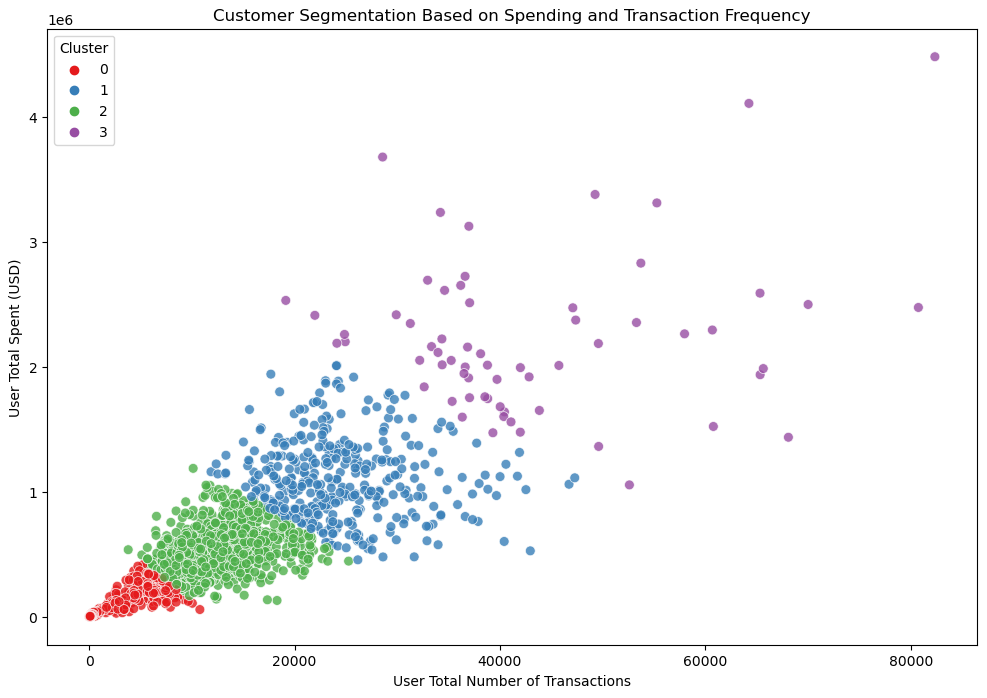 Customer Segmentation Based on Spending and Transaction Frequency
1e6
Cluster
0
1
2
3
4
3
2
1
0
User Total Spent (USD)
0 20000 40000 60000 80000
User Total Number of Transactions